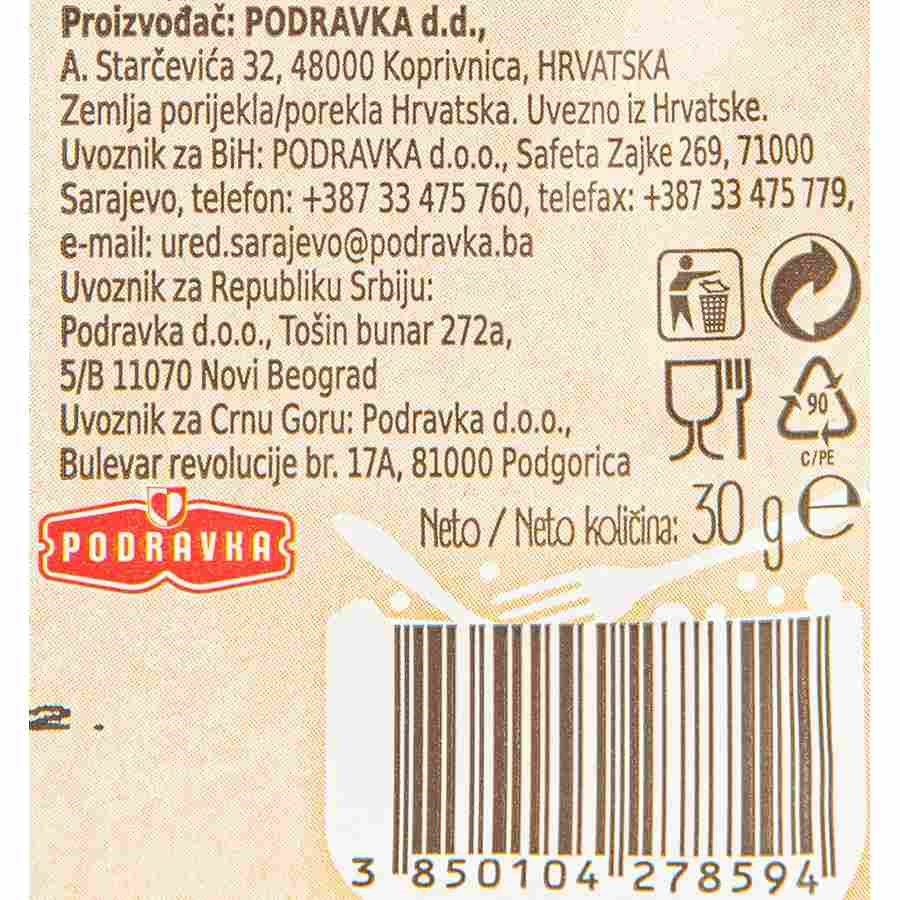 Proizvođač: PODRAVKA d.d.,
A. Starčevića 32, 48000 Koprivnica, HRVATSKA
Zemlja porijekla/porekla Hrvatska. Uvezno iz Hrvatske.
Uvoznik za BiH: PODRAVKA d.o.o., Safeta Zajke 269, 71000
Sarajevo, telefon: +387 33 475 760, telefax: +387 33 475 779,
e-mail: ured.sarajevo@podravka.ba
Uvoznik za Republiku Srbiju:
Podravka d.o.o., Tošin bunar 272a,
5/B 11070 Novi Beograd
Uvoznik za Crnu Goru: Podravka d.o.o.,
Bulevar revolucije br. 17A, 81000 Podgorica
90
C/PE
PODRAVKA
Neto / Neto količina: 30 g e
2 .
3 850104 278594